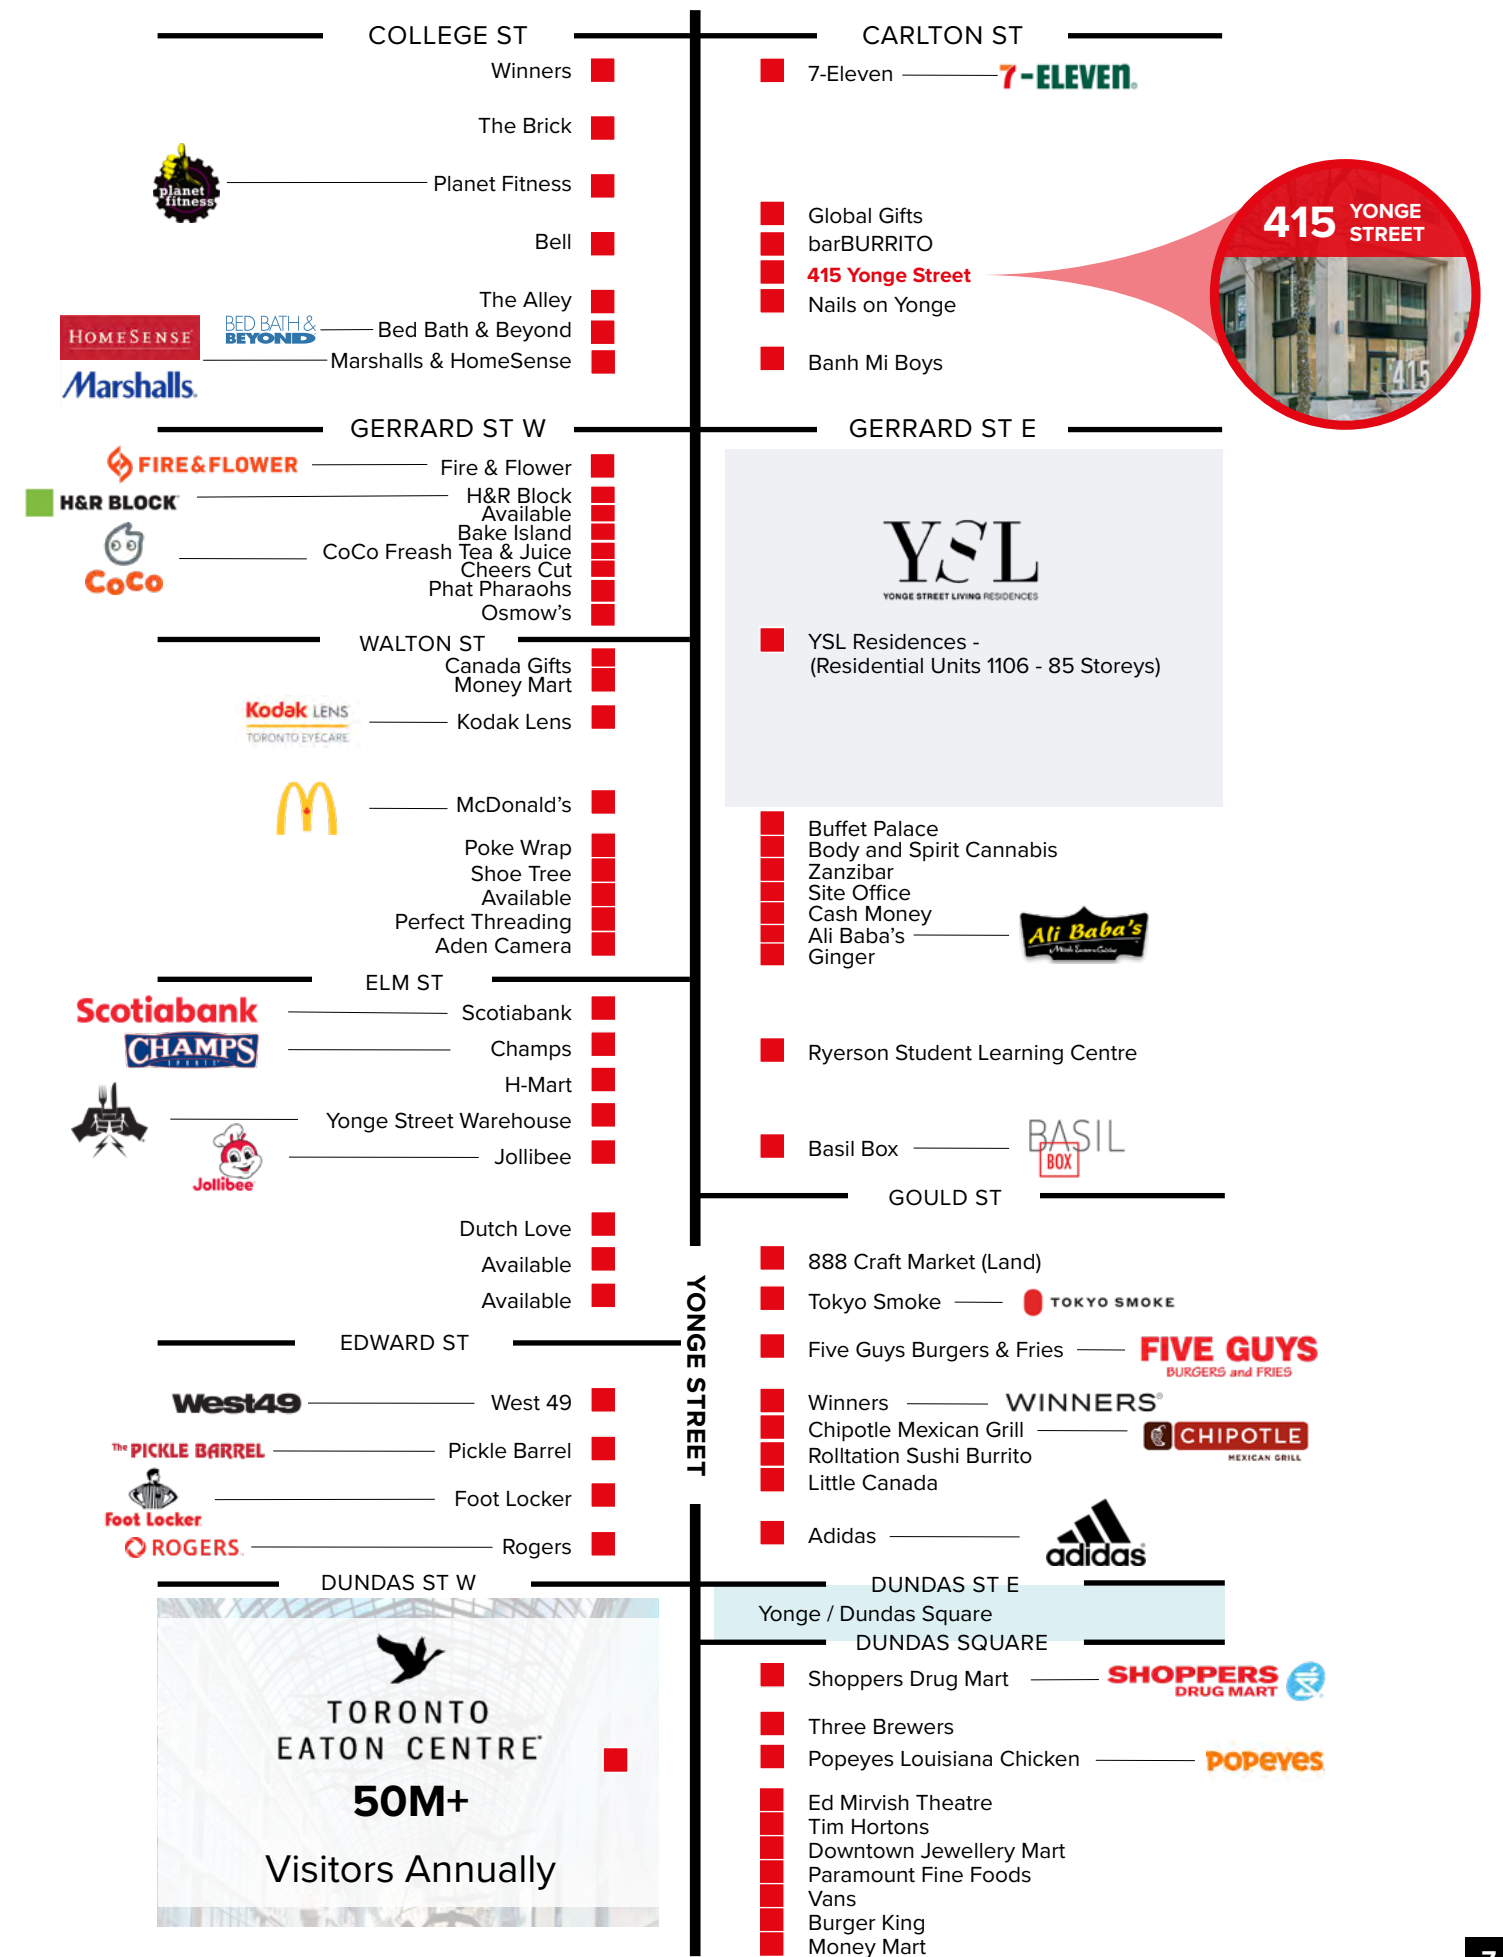 COLLEGE ST
CARLTON ST
Winners
7-Eleven
7-ELEVEN
The Brick
planet
fitness
Planet Fitness
Bell
Global Gifts
barBURRITO
415 Yonge Street
Nails on Yonge
Banh Mi Boys
415 YONGE
STREET
415
The Alley
BED BATH &
BEYOND
Bed Bath & Beyond
HOMESENSE
Marshalls & HomeSense
Marshalls.
GERRARD ST W
GERRARD ST E
FIRE&FLOWER
Fire & Flower
H&R BLOCK
H&R Block
Available
Bake Island
CoCo Freash Tea & Juice
CoCo
Cheers Cut
Phat Pharaohs
Osmow's
YSL
YONGE STREET LIVING RESIDENCES
YSL Residences -
(Residential Units 1106 - 85 Storeys)
WALTON ST
Canada Gifts
Money Mart
Kodak LENS
TORONTO EYECARE
Kodak Lens
McDonald's
Poke Wrap
Shoe Tree
Available
Perfect Threading
Aden Camera
Buffet Palace
Body and Spirit Cannabis
Zanzibar
Site Office
Cash Money
Ali Baba's
Ali Baba's
Ginger
ELM ST
Scotiabank
Scotiabank
CHAMPS
SPORTS
Champs
H-Mart
Yonge Street Warehouse
Jollibee
Jollibee
Ryerson Student Learning Centre
Basil Box
BASIL
BOX
GOULD ST
Dutch Love
Available
Available
888 Craft Market (Land)
Tokyo Smoke
TOKYO SMOKE
Five Guys Burgers & Fries
FIVE GUYS
BURGERS and FRIES
YONGE STREET
EDWARD ST
West49
West 49
The PICKLE BARREL
Pickle Barrel
Foot Locker
Foot Locker
ROGERS
Rogers
Winners
WINNERS®
Chipotle Mexican Grill
CHIPOTLE
MEXICAN GRILL
Rolltation Sushi Burrito
Little Canada
Adidas
adidas
DUNDAS ST W
DUNDAS ST E
Yonge / Dundas Square
DUNDAS SQUARE
TORONTO
EATON CENTRE
50M+
Visitors Annually
Shoppers Drug Mart
SHOPPERS
DRUG MART
Three Brewers
Popeyes Louisiana Chicken
POPEYES
Ed Mirvish Theatre
Tim Hortons
Downtown Jewellery Mart
Paramount Fine Foods
Vans
Burger King
Money Mart